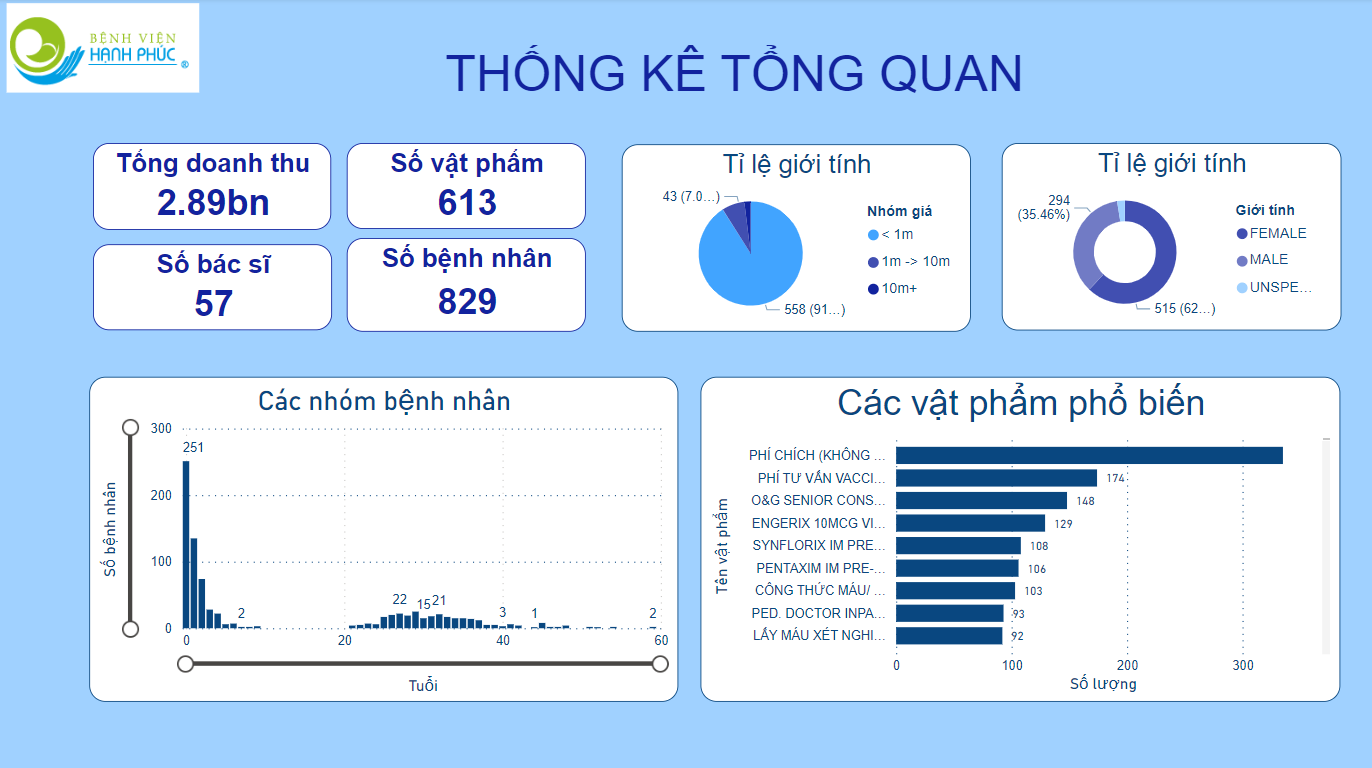 BỆNH VIỆN
HẠNH PHÚC ®
THỐNG KÊ TỔNG QUAN
Tổng doanh thu
2.89bn
Số vật phẩm
613
Số bác sĩ
57
Số bệnh nhân
829
Tỉ lệ giới tính
43 (7.0…)
558 (91…)
Nhóm giá
< 1m
1m -> 10m
10m+
Tỉ lệ giới tính
294
(35.46%)
515 (62…)
Giới tính
FEMALE
MALE
UNSPE…
Các nhóm bệnh nhân
Số bệnh nhân
300
200
100
0
251
2
22
15
21
3
1
2
0
20
40
60
Tuổi
Các vật phẩm phổ biến
Tên vật phẩm
PHÍ CHÍCH (KHÔNG …
PHÍ TƯ VẤN VACCI… 174
O&G SENIOR CONS… 148
ENGERIX 10MCG VI… 129
SYNFLORIX IM PRE… 108
PENTAXIM IM PRE-… 106
CÔNG THỨC MÁU/ … 103
PED. DOCTOR INPA… 93
LẤY MÁU XÉT NGHI… 92
0
100
200
300
Số lượng